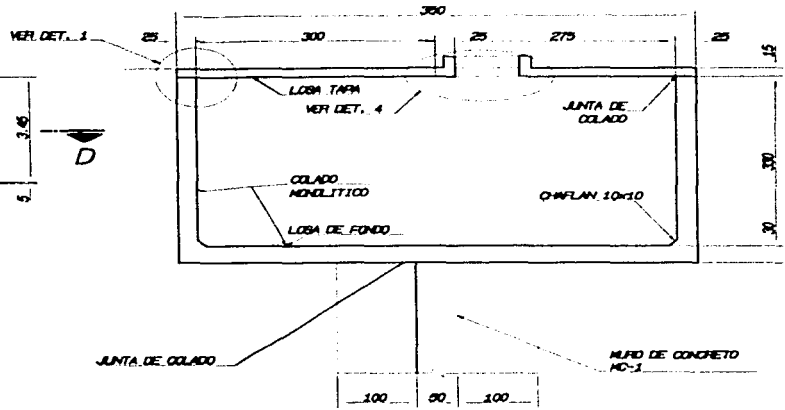 350
VER DET. 1
25
300
25
275
25
15
LOSA TAPA
VER DET. 4
JUNTA DE
COLADO
3.45
D
330
5
COLADO
MONOLITICO
CHAFLAN 10x10
LOSA DE FONDO
30
JUNTA DE COLADO
MURO DE CONCRETO
MC-1
100
50
100